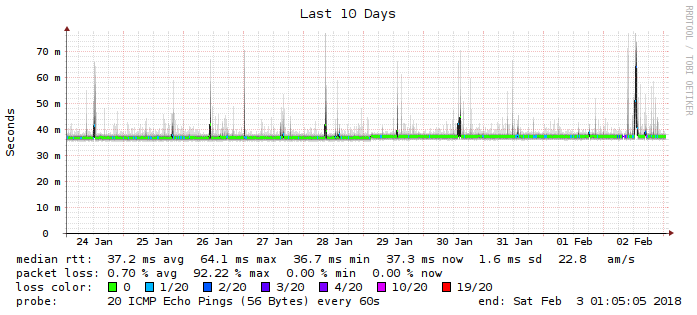 Last 10 Days
RRDTOOL / TOBI OETIKER
Seconds
70 m
60 m
50 m
40 m
30 m
20 m
10 m
0
24 Jan 25 Jan 26 Jan 27 Jan 28 Jan 29 Jan 30 Jan 31 Jan 01 Feb 02 Feb
median rtt: 37.2 ms avg 64.1 ms max 36.7 ms min 37.3 ms now 1.6 ms sd 22.8 am/s
packet loss: 0.70 % avg 92.22 % max 0.00 % min 0.00 % now
loss color: 0 1/20 2/20 3/20 4/20 10/20 19/20
probe: 20 ICMP Echo Pings (56 Bytes) every 60s end: Sat Feb 3 01:05:05 2018